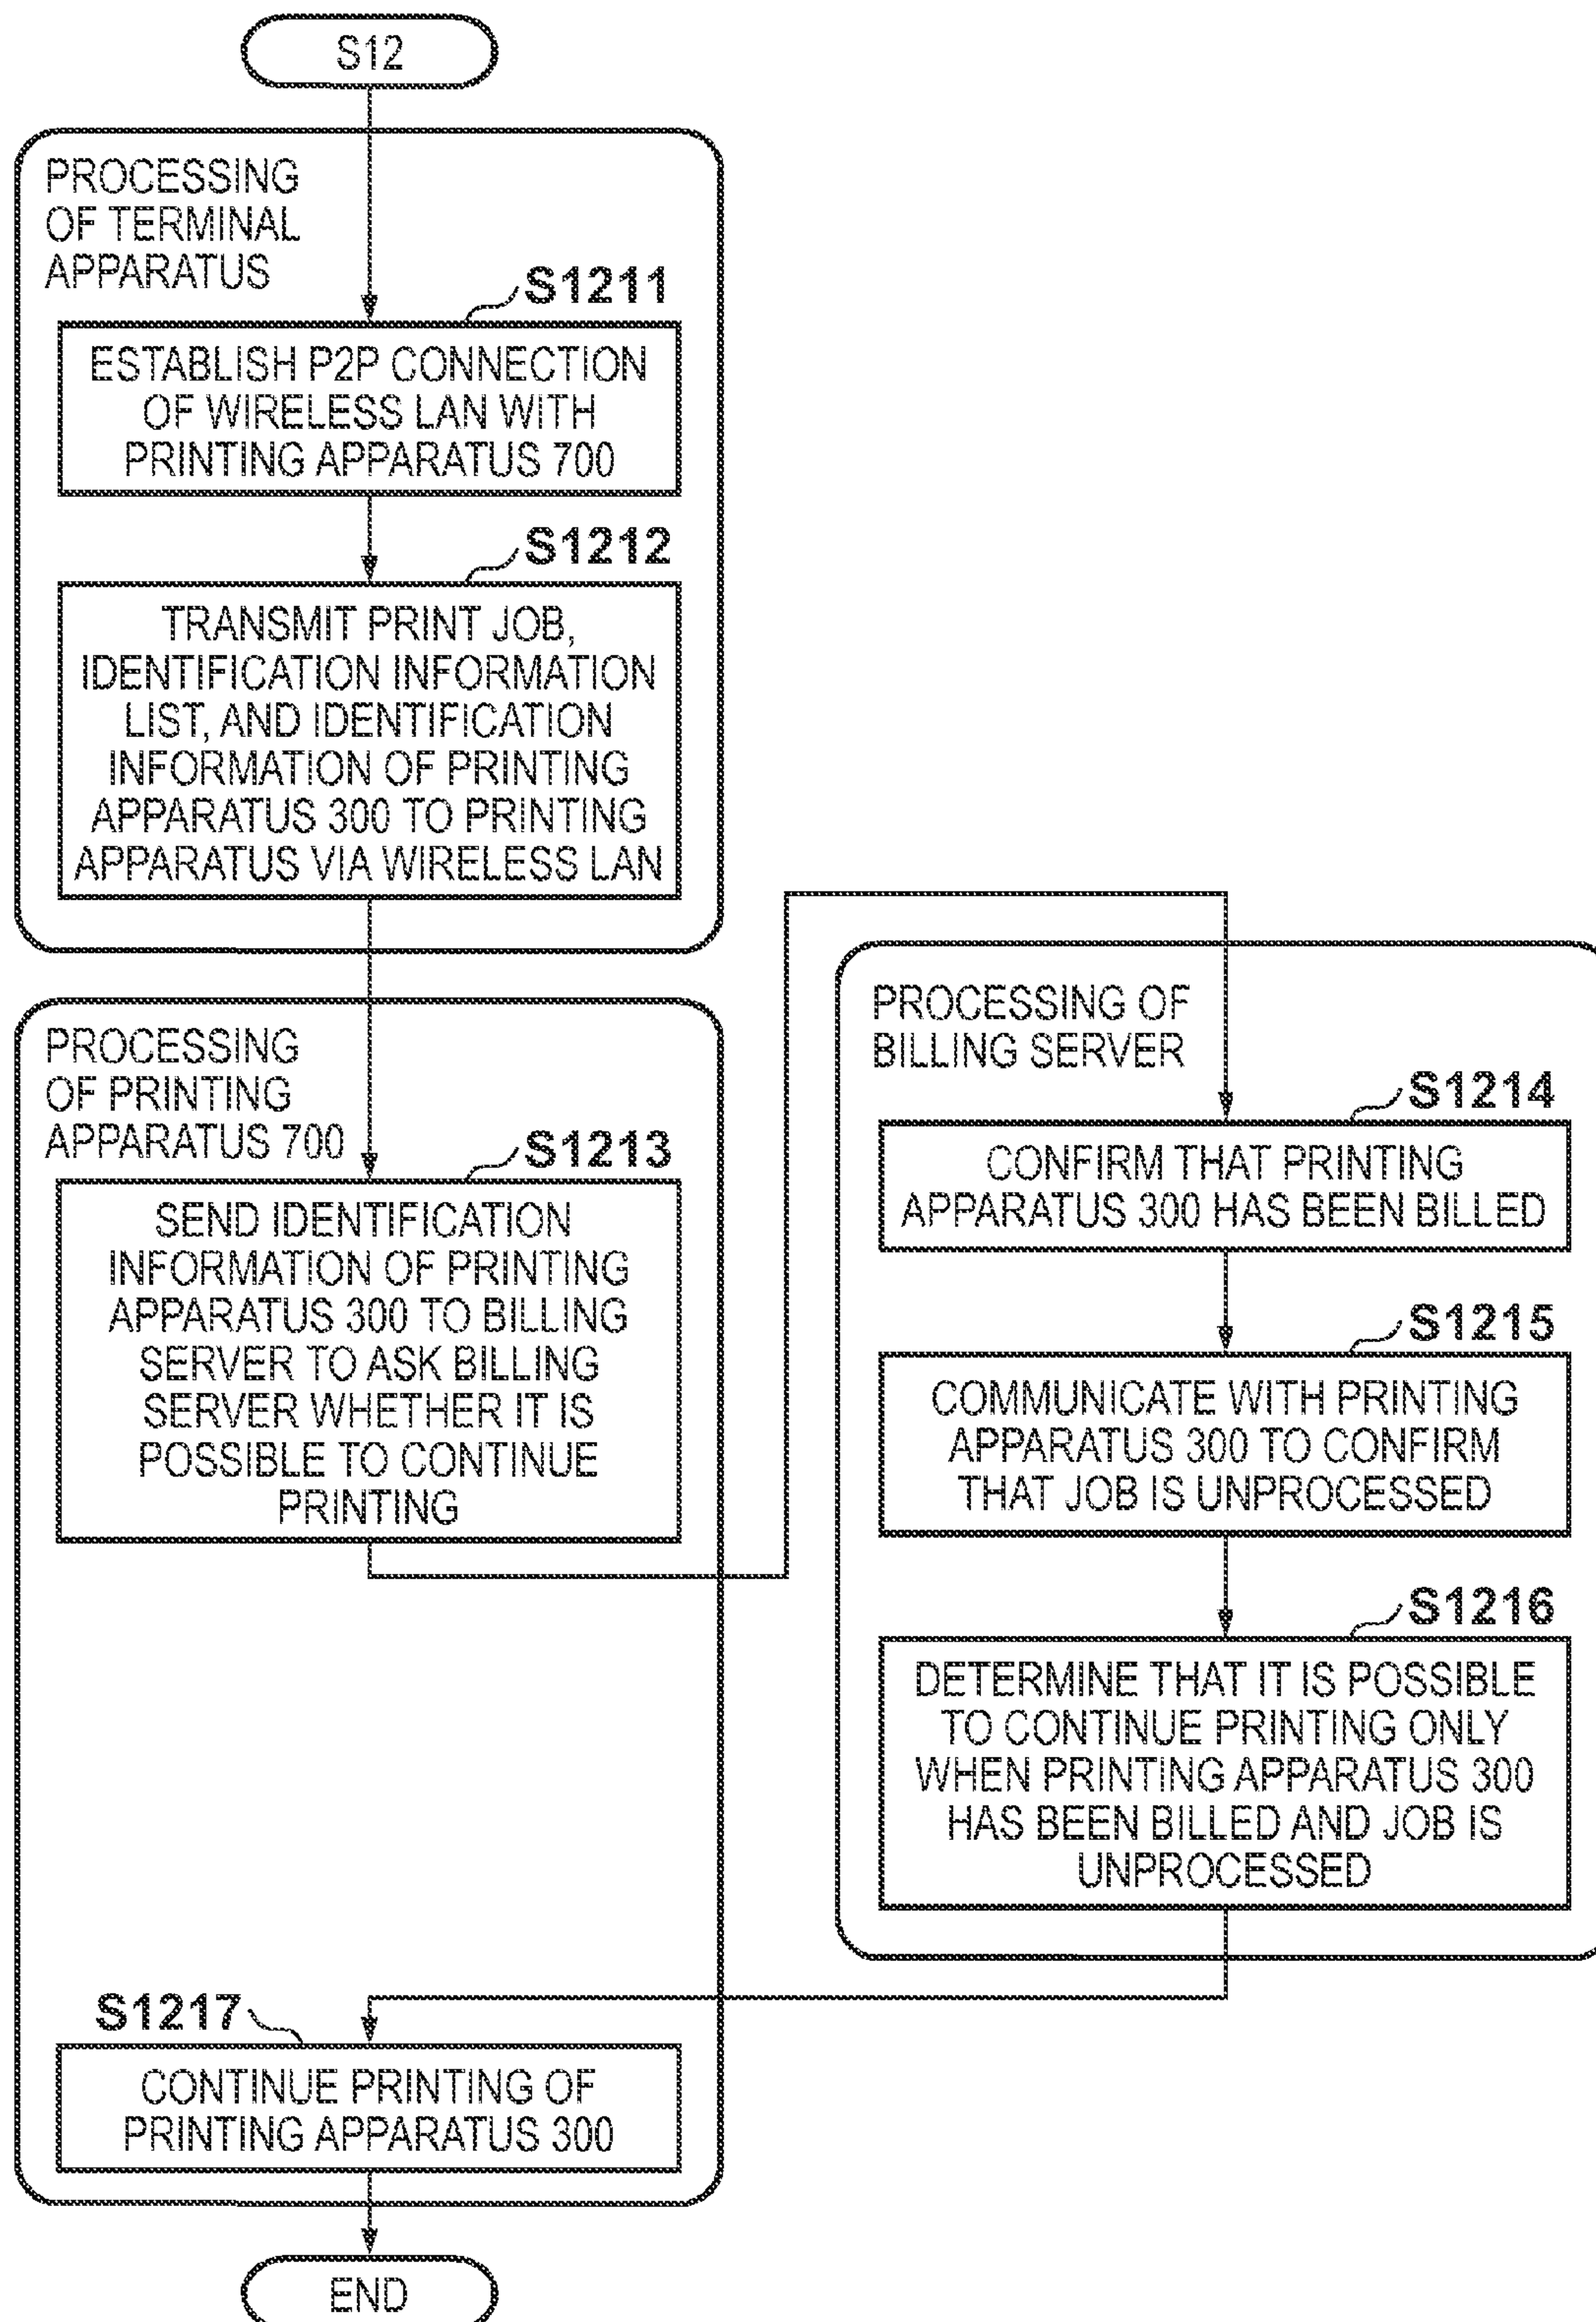 S12
PROCESSING
OF TERMINAL
APPARATUS
S1211
ESTABLISH P2P CONNECTION
OF WIRELESS LAN WITH
PRINTING APPARATUS 700
S1212
TRANSMIT PRINT JOB,
IDENTIFICATION INFORMATION
LIST, AND IDENTIFICATION
INFORMATION OF PRINTING
APPARATUS 300 TO PRINTING
APPARATUS VIA WIRELESS LAN
PROCESSING
OF PRINTING
APPARATUS 700
S1213
SEND IDENTIFICATION
INFORMATION OF PRINTING
APPARATUS 300 TO BILLING
SERVER TO ASK BILLING
SERVER WHETHER IT IS
POSSIBLE TO CONTINUE
PRINTING
PROCESSING OF
BILLING SERVER
S1214
CONFIRM THAT PRINTING
APPARATUS 300 HAS BEEN BILLED
S1215
COMMUNICATE WITH PRINTING
APPARATUS 300 TO CONFIRM
THAT JOB IS UNPROCESSED
S1216
DETERMINE THAT IT IS POSSIBLE
TO CONTINUE PRINTING ONLY
WHEN PRINTING APPARATUS 300
HAS BEEN BILLED AND JOB IS
UNPROCESSED
S1217
CONTINUE PRINTING OF
PRINTING APPARATUS 300
END